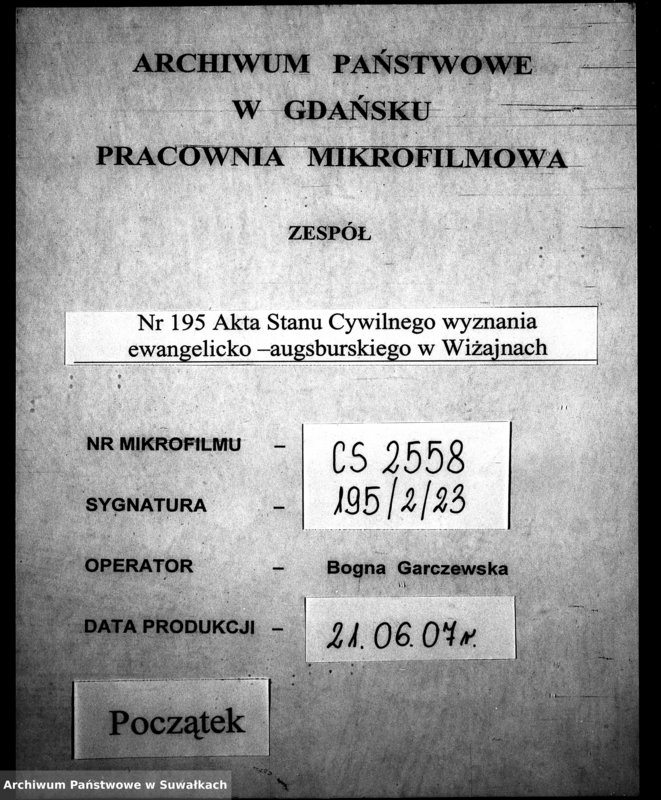 ARCHIWUM PAŃSTWOWE
W GDAŃSKU
PRACOWNIA MIKROFILMOWA
ZESPÓŁ
Nr 195 Akta Stanu Cywilnego wyznania
ewangelicko –augsburskiego w Wiżajnach
NR MIKROFILMU – CS 2558
SYGNATURA – 195/2/23
OPERATOR – Bogna Garczewska
DATA PRODUKCJI – 21.06.07r.
Początek
Archiwum Państwowe w Suwałkach